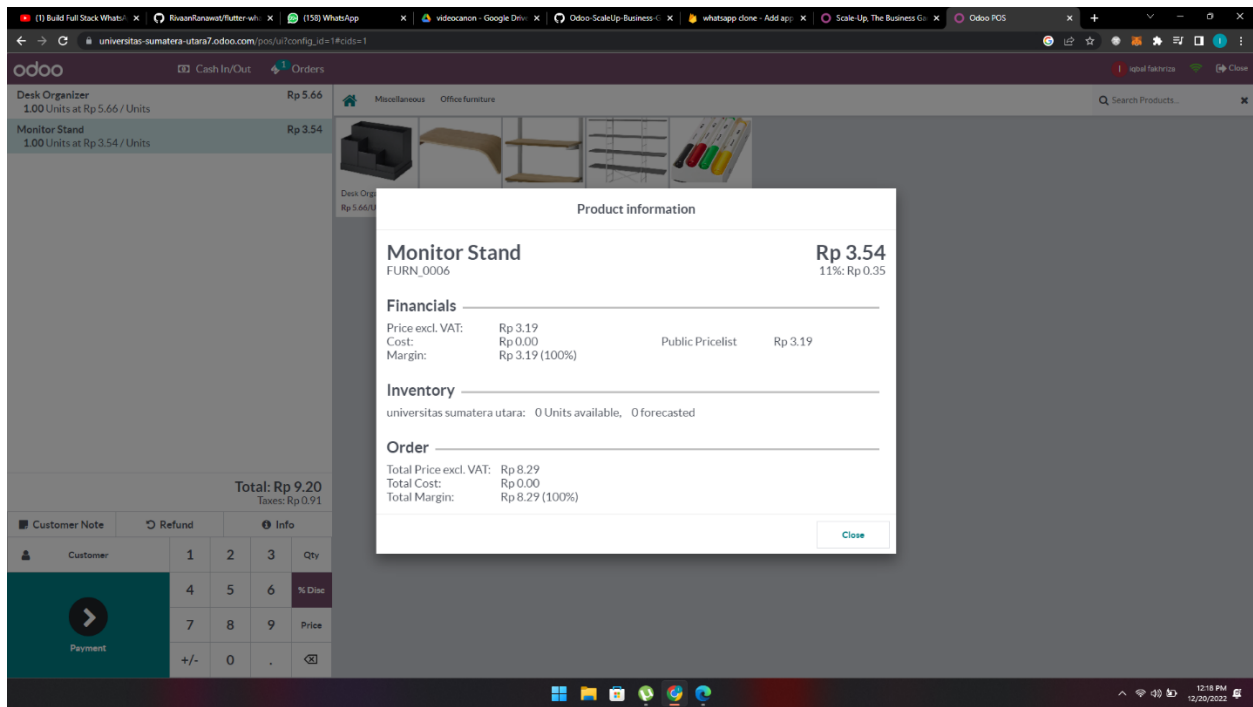 (1) Build Full Stack WhatsA
RivaanRanawat/flutter-wh
(158) WhatsApp
videocanon - Google Drive
Odoo-ScaleUp-Business-G
whatsapp clone - Add app
Scale-Up, The Business Ga
Odoo POS
universitas-sumatera-utara7.odoo.com/pos/ui?config_id=1#cids=1
odoo
Cash In/Out
1
Orders
iqbal fakhriza
Close
Desk Organizer Rp 5.66
1.00 Units at Rp 5.66 / Units
Monitor Stand Rp 3.54
1.00 Units at Rp 3.54 / Units
Miscellaneous Office furniture
Search Products...
Desk Orga
Rp 5.66/U
Product information
Monitor Stand Rp 3.54
FURN_0006 11%: Rp 0.35
Financials
Price excl. VAT: Rp 3.19
Cost: Rp 0.00 Public Pricelist Rp 3.19
Margin: Rp 3.19 (100%)
Inventory
universitas sumatera utara: 0 Units available, 0 forecasted
Order
Total Price excl. VAT: Rp 8.29
Total Cost: Rp 0.00
Total Margin: Rp 8.29 (100%)
Close
Total: Rp 9.20
Taxes: Rp 0.91
Customer Note Refund Info
Customer 1 2 3 Qty
4 5 6 % Disc
7 8 9 Price
Payment
+/- 0 .
12:18 PM
12/20/2022